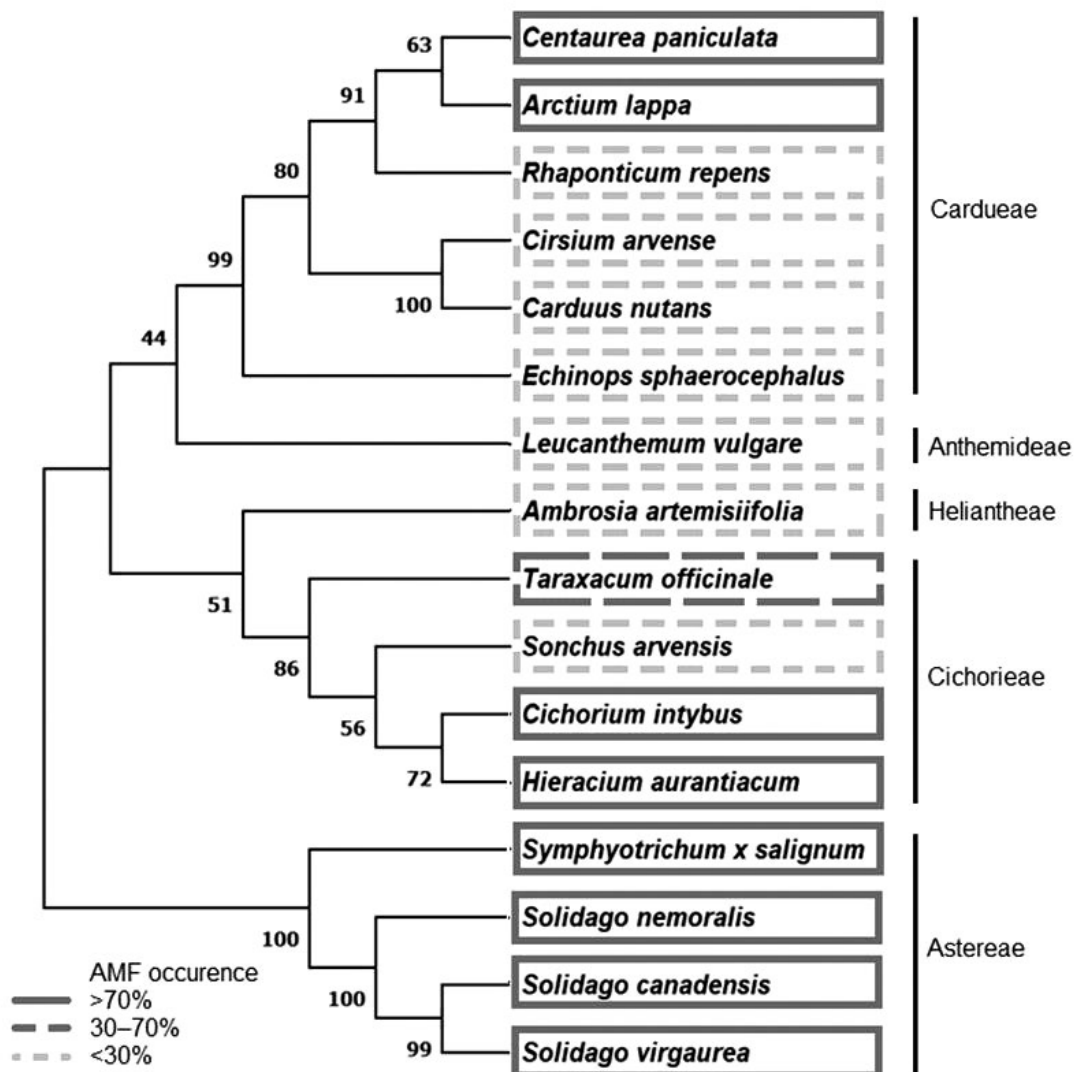 63
Centaurea paniculata
91
Arctium lappa
80
Rhaponticum repens
Cardueae
99
Cirsium arvense
100
Carduus nutans
44
Echinops sphaerocephalus
Leucanthemum vulgare
Anthemideae
Ambrosia artemisiifolia
Heliantheae
51
Taraxacum officinale
86
Sonchus arvensis
Cichorieae
56
Cichorium intybus
72
Hieracium aurantiacum
Symphyotrichum x salignum
100
Solidago nemoralis
Astereae
100
Solidago canadensis
99
Solidago virgaurea
AMF occurence
>70%
30–70%
<30%